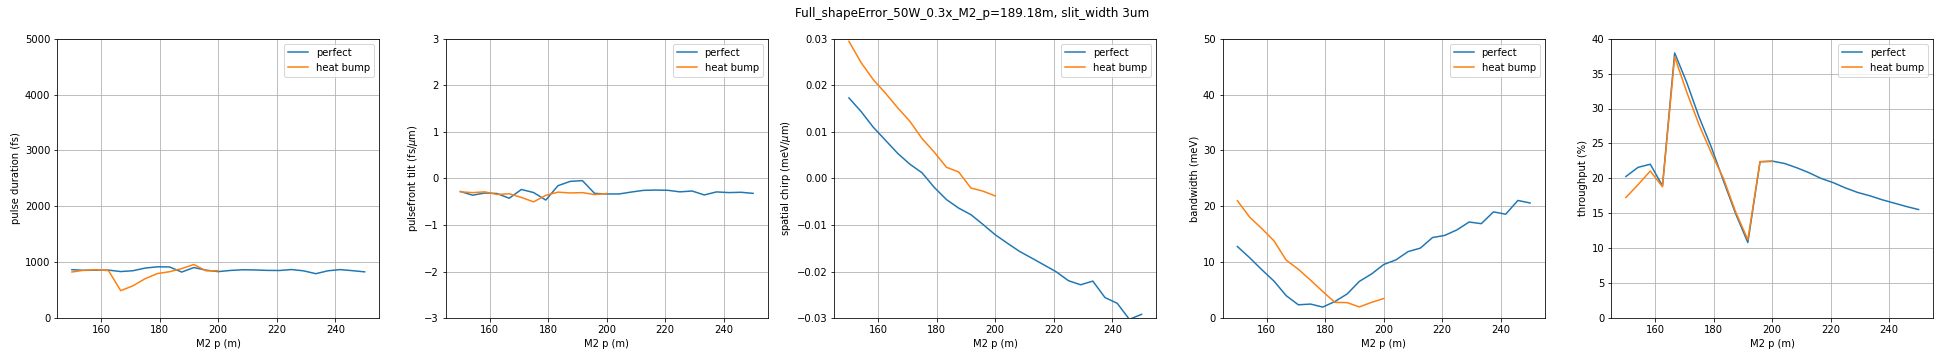 Full_shapeError_50W_0.3x_M2_p=189.18m, slit_width 3um
pulse duration (fs)
5000
4000
3000
2000
1000
0
perfect
heat bump
160
180
200
220
240
M2 p (m)
pulsefront tilt (fs/μm)
3
2
1
0
−1
−2
−3
perfect
heat bump
160
180
200
220
240
M2 p (m)
spatial chirp (meV/μm)
0.03
0.02
0.01
0.00
−0.01
−0.02
−0.03
perfect
heat bump
160
180
200
220
240
M2 p (m)
bandwidth (meV)
50
40
30
20
10
0
perfect
heat bump
160
180
200
220
240
M2 p (m)
throughput (%)
40
35
30
25
20
15
10
5
0
perfect
heat bump
160
180
200
220
240
M2 p (m)